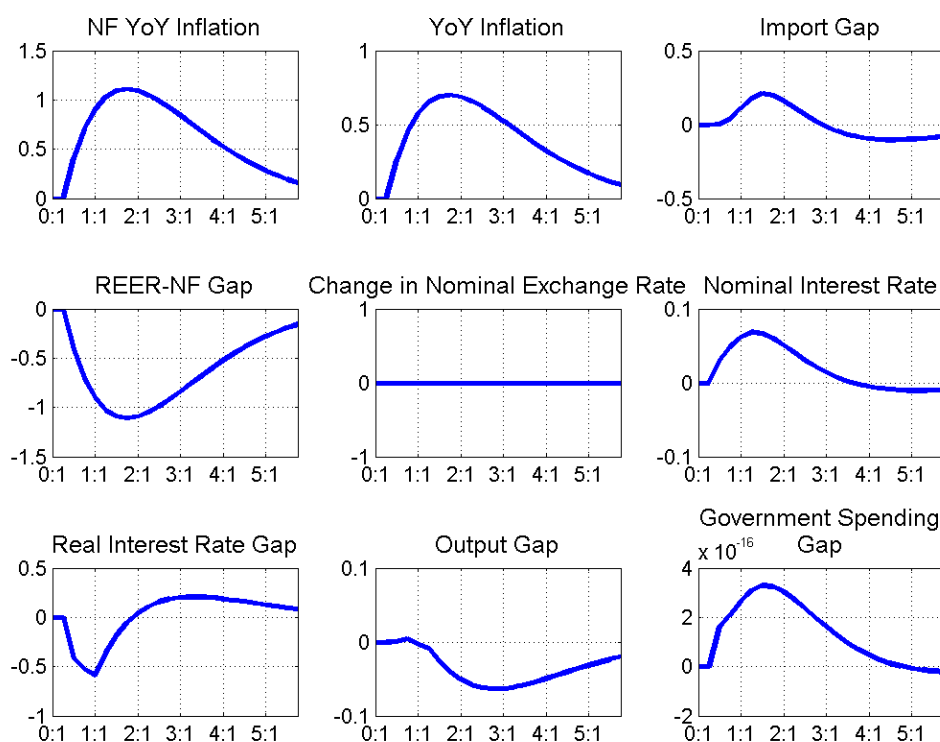 NF YoY Inflation
1.5
1
0.5
0
0:1 1:1 2:1 3:1 4:1 5:1
YoY Inflation
1
0.5
0
0:1 1:1 2:1 3:1 4:1 5:1
Import Gap
0.5
0
-0.5
0:1 1:1 2:1 3:1 4:1 5:1
REER-NF Gap
0
-0.5
-1
-1.5
0:1 1:1 2:1 3:1 4:1 5:1
Change in Nominal Exchange Rate
1
0
-1
0:1 1:1 2:1 3:1 4:1 5:1
Nominal Interest Rate
0.1
0
-0.1
0:1 1:1 2:1 3:1 4:1 5:1
Real Interest Rate Gap
0.5
0
-0.5
-1
0:1 1:1 2:1 3:1 4:1 5:1
Output Gap
0.1
0
-0.1
0:1 1:1 2:1 3:1 4:1 5:1
Government Spending
Gap
x 10^-16
4
2
0
-2
0:1 1:1 2:1 3:1 4:1 5:1